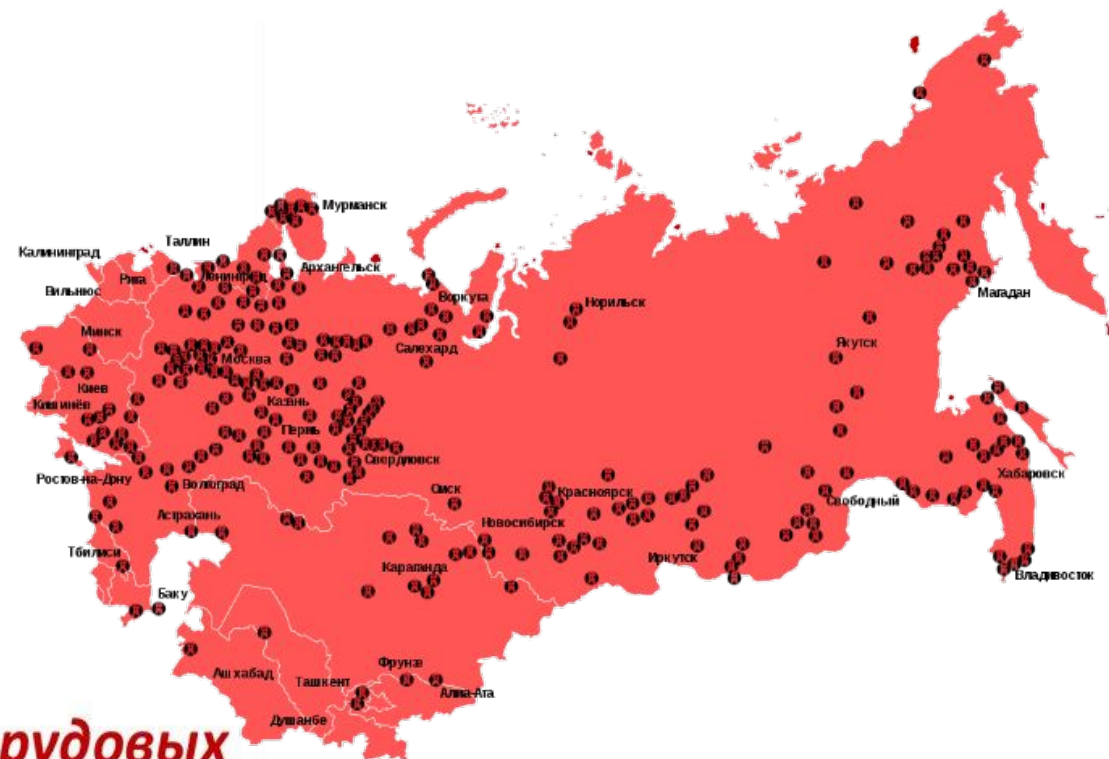 Мурманск
Таллин
Калининград
Ленинград
Архангельск
Рига
Вильнюс
Воркута
Норильск
Магадан
Минск
Салехард
Якутск
Москва
Киев
Казань
Кишинёв
Пермь
Свердловск
Хабаровск
Ростов-на-Дону
Волгоград
Омск
Красноярск
Свободный
Астрахань
Новосибирск
Тбилиси
Караганда
Иркутск
Владивосток
Баку
Фрунзе
Ашхабад
Ташкент
Алма-Ата
Душанбе
рудовых